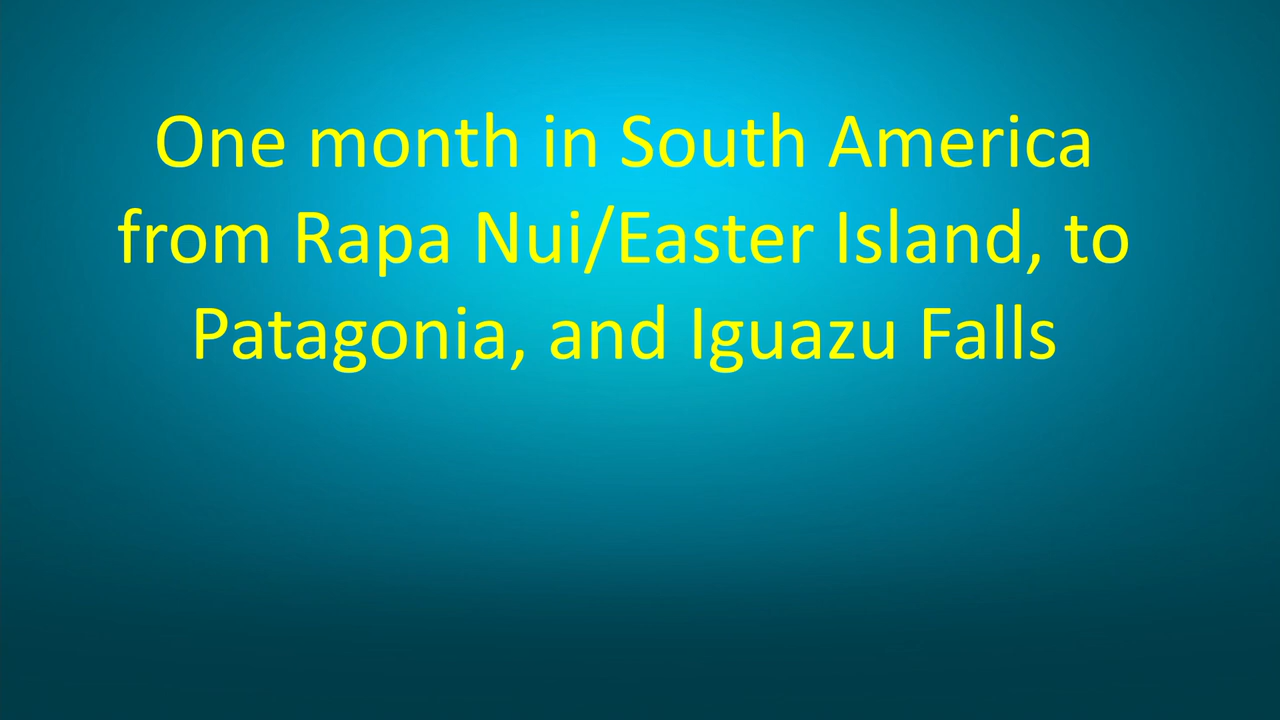 One month in South America
from Rapa Nui/Easter Island, to
Patagonia, and Iguazu Falls